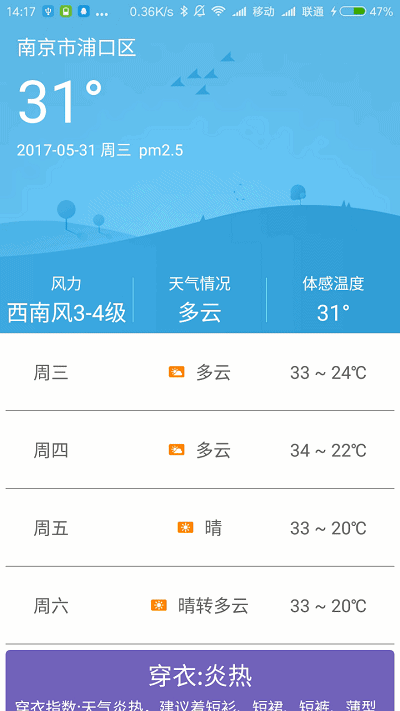 14:17 0.36K/s 移动 联通 47%
南京市浦口区
31°
2017-05-31 周三 pm2.5
风力 天气情况 体感温度
西南风3-4级 多云 31°
周三 多云 33 ~ 24℃
周四 多云 34 ~ 22℃
周五 晴 33 ~ 20℃
周六 晴转多云 33 ~ 20℃
穿衣:炎热
穿衣指数:天气炎热，建议着短衫、短裙、短裤、薄型